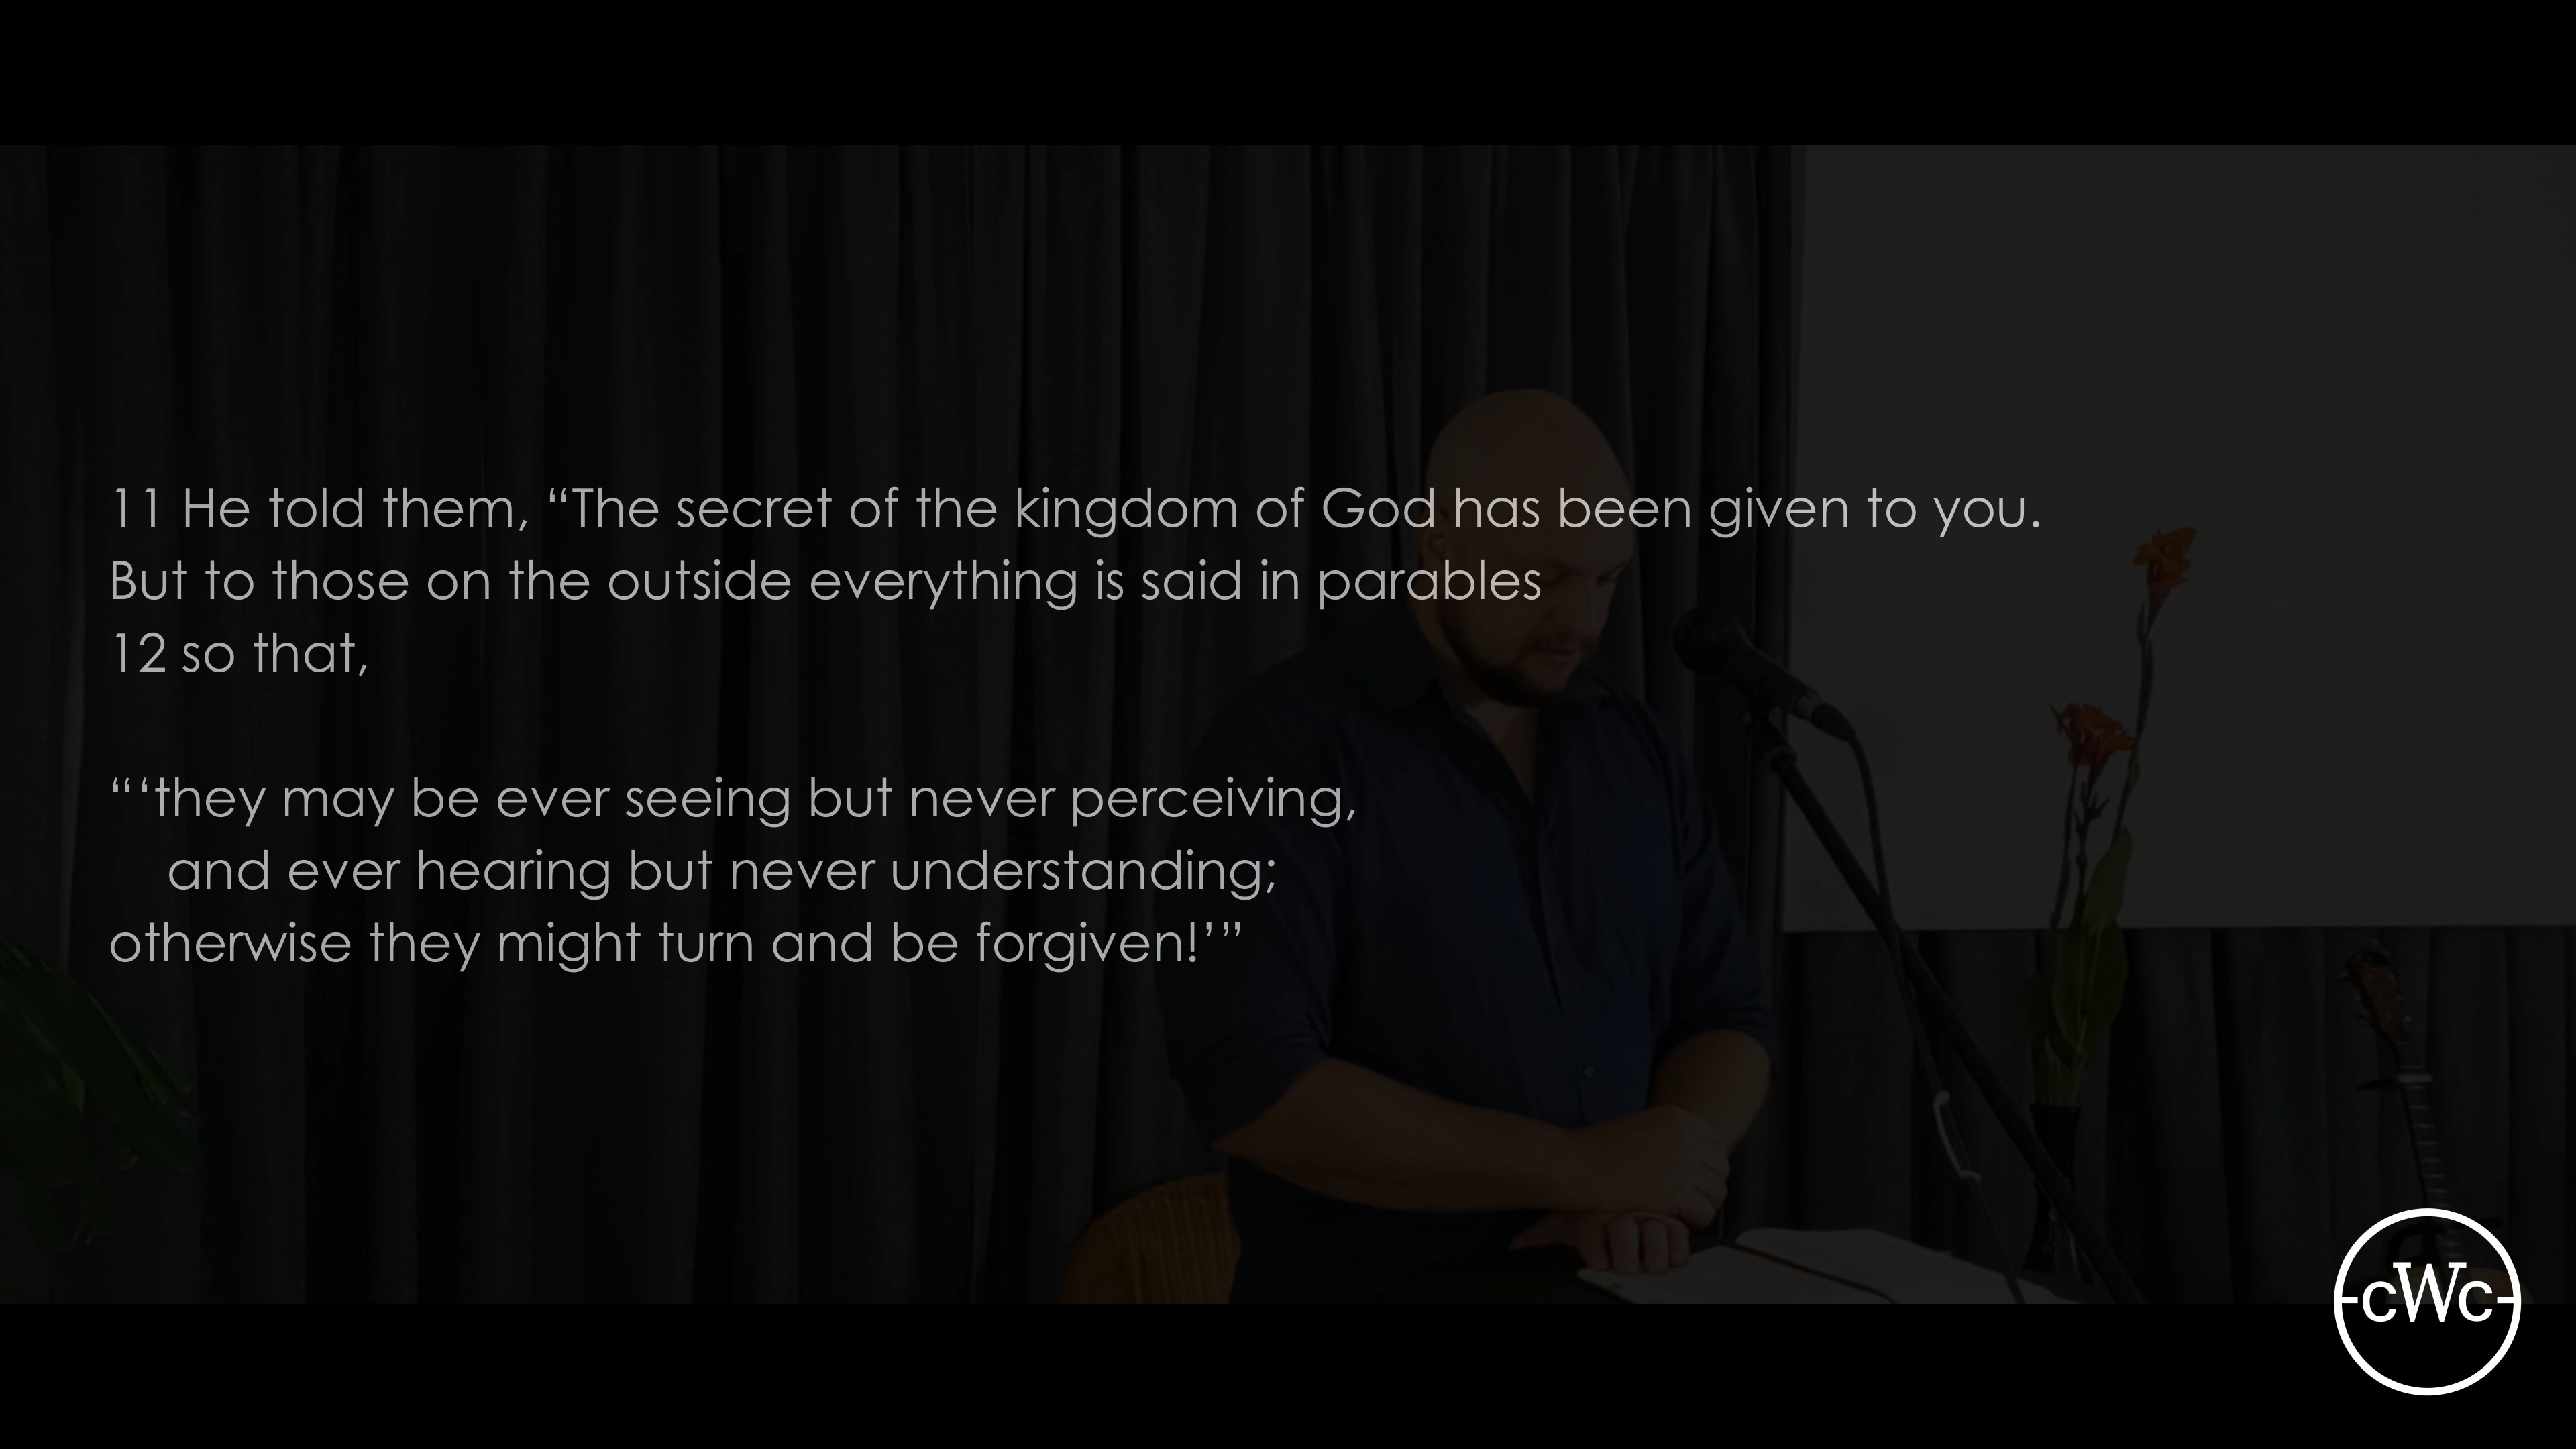 11 He told them, “The secret of the kingdom of God has been given to you.
But to those on the outside everything is said in parables
12 so that,
“‘they may be ever seeing but never perceiving,
and ever hearing but never understanding;
otherwise they might turn and be forgiven!’”
cWc